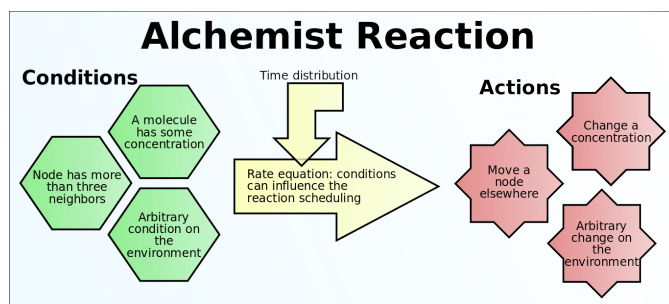 Alchemist Reaction
Conditions
A molecule
has some
concentration
Node has more
than three
neighbors
Arbitrary
condition on
the
environment
Time distribution
Rate equation: conditions
can influence the
reaction scheduling
Actions
Change a
concentration
Move a
node
elsewhere
Arbitrary
change on
the
environment